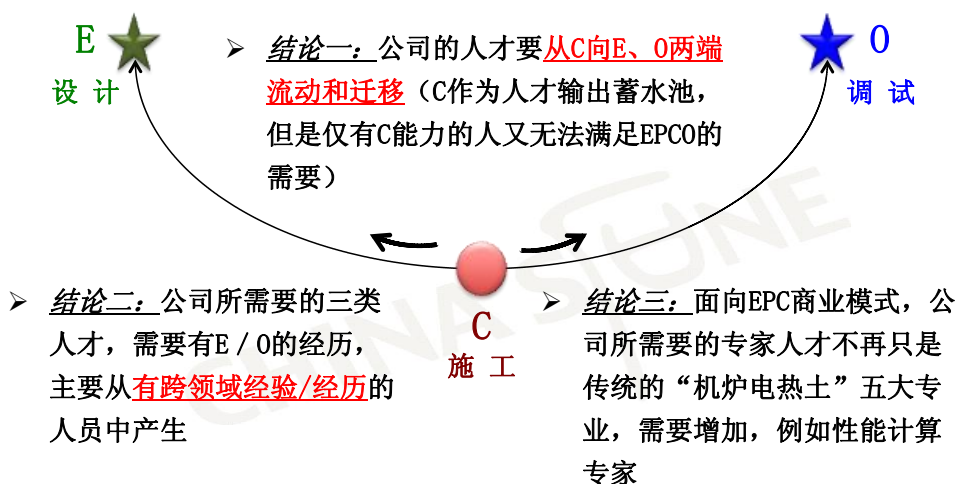 E
设 计
➢ 结论一：公司的人才要从C向E、O两端
流动和迁移（C作为人才输出蓄水池，
但是仅有C能力的人又无法满足EPCO的
需要）
O
调 试
C
施 工
➢ 结论二：公司所需要的三类
人才，需要有E／O的经历，
主要从有跨领域经验/经历的
人员中产生
➢ 结论三：面向EPC商业模式，公
司所需要的专家人才不再只是
传统的“机炉电热土”五大专
业，需要增加，例如性能计算
专家
CHINA STONE